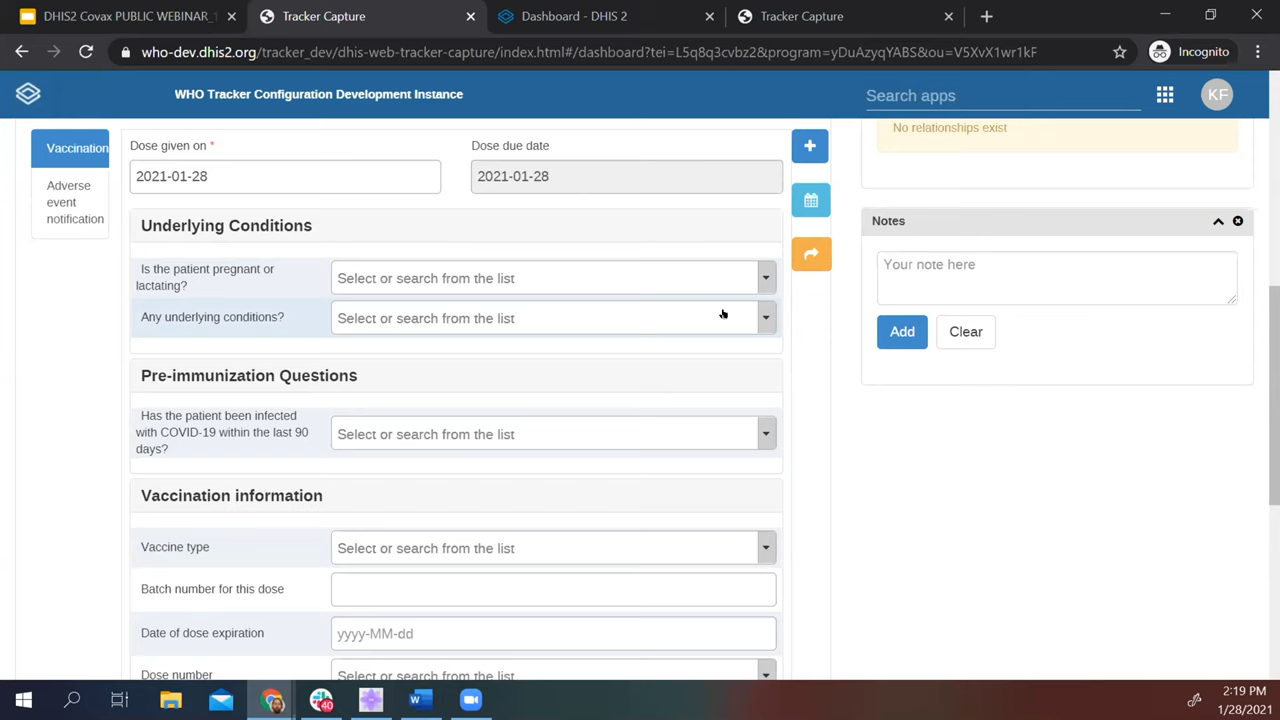 DHIS2 Covax PUBLIC WEBINAR_1
Tracker Capture
Dashboard - DHIS 2
Tracker Capture
who-dev.dhis2.org/tracker_dev/dhis-web-tracker-capture/index.html#/dashboard?tei=L5q8q3cvbz2&program=yDuAzyqYABS&ou=V5XvX1wr1kF
Incognito
WHO Tracker Configuration Development Instance
Search apps
KF
Vaccination
Adverse
event
notification
Dose given on *
Dose due date
2021-01-28
2021-01-28
Underlying Conditions
Is the patient pregnant or
lactating?
Select or search from the list
Any underlying conditions?
Select or search from the list
Pre-immunization Questions
Has the patient been infected
with COVID-19 within the last 90
days?
Select or search from the list
Vaccination information
Vaccine type
Select or search from the list
Batch number for this dose
Date of dose expiration
yyyy-MM-dd
Dose number
Select or search from the list
No relationships exist
Notes
Your note here
Add
Clear
40
2:19 PM
1/28/2021